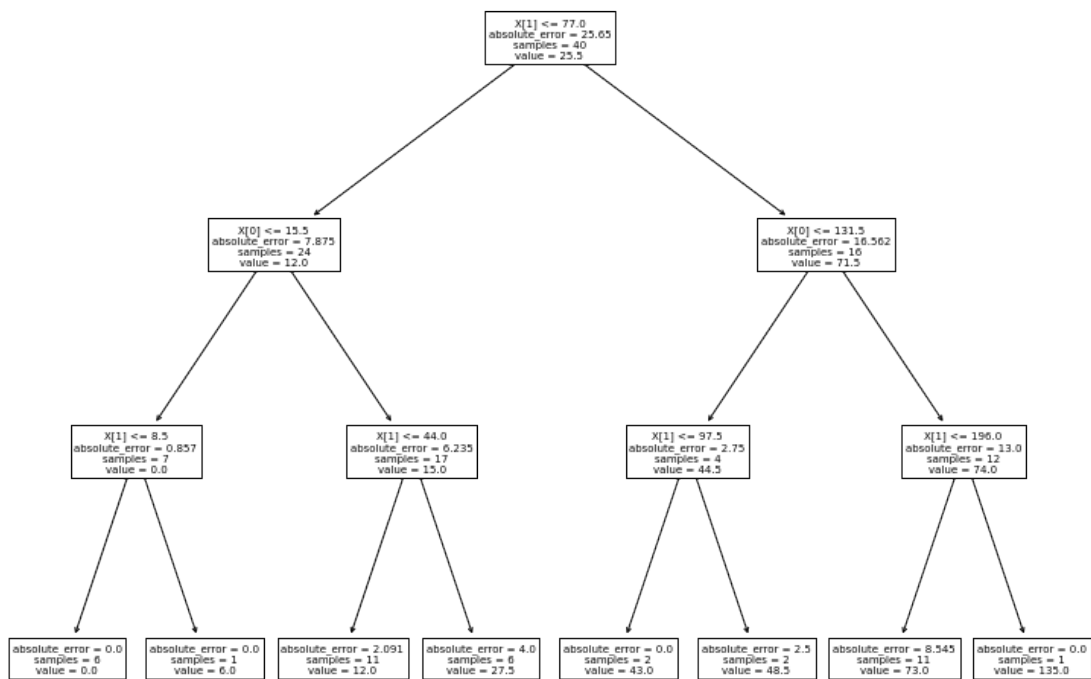 X[1] <= 77.0
absolute_error = 25.65
samples = 40
value = 25.5
X[0] <= 15.5
absolute_error = 7.875
samples = 24
value = 12.0
X[0] <= 131.5
absolute_error = 16.562
samples = 16
value = 71.5
X[1] <= 8.5
absolute_error = 0.857
samples = 7
value = 0.0
X[1] <= 44.0
absolute_error = 6.235
samples = 17
value = 15.0
X[1] <= 97.5
absolute_error = 2.75
samples = 4
value = 44.5
X[1] <= 196.0
absolute_error = 13.0
samples = 12
value = 74.0
absolute_error = 0.0
samples = 6
value = 0.0
absolute_error = 0.0
samples = 1
value = 6.0
absolute_error = 2.091
samples = 11
value = 12.0
absolute_error = 4.0
samples = 6
value = 27.5
absolute_error = 0.0
samples = 2
value = 43.0
absolute_error = 2.5
samples = 2
value = 48.5
absolute_error = 8.545
samples = 11
value = 73.0
absolute_error = 0.0
samples = 1
value = 135.0